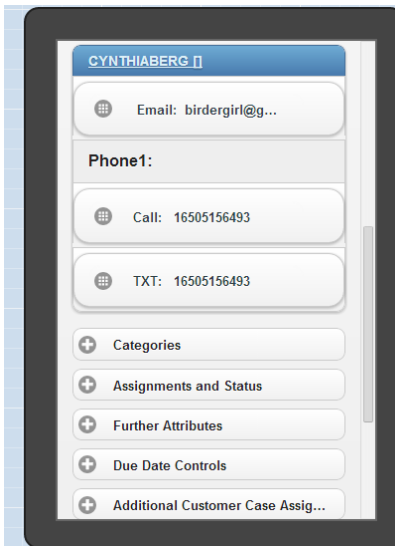 CYNTHIABERG []
Email: birdergirl@g...
Phone1:
Call: 16505156493
TXT: 16505156493
Categories
Assignments and Status
Further Attributes
Due Date Controls
Additional Customer Case Assig...